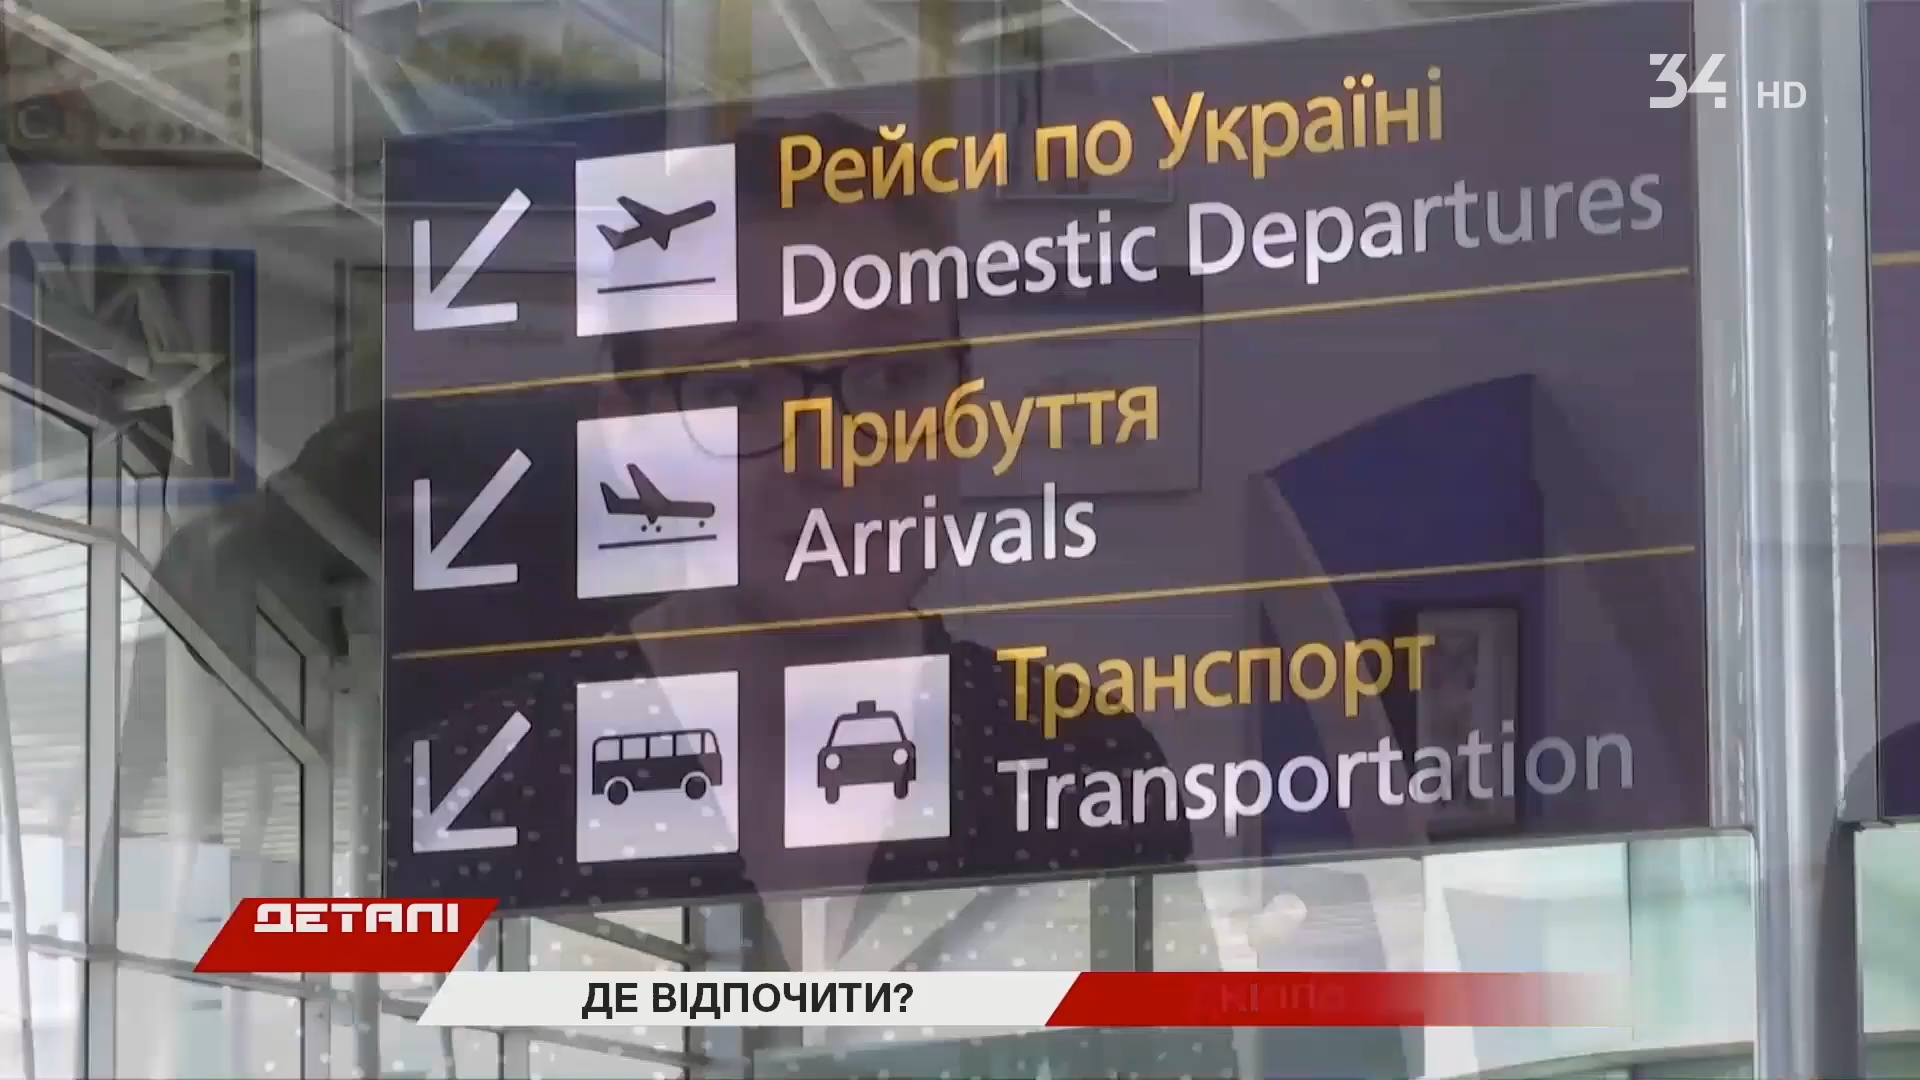 34 HD
Рейси по Україні
Domestic Departures
Прибуття
Arrivals
Транспорт
Transportation
ДЕТАЛІ
ДЕ ВІДПОЧИТИ?